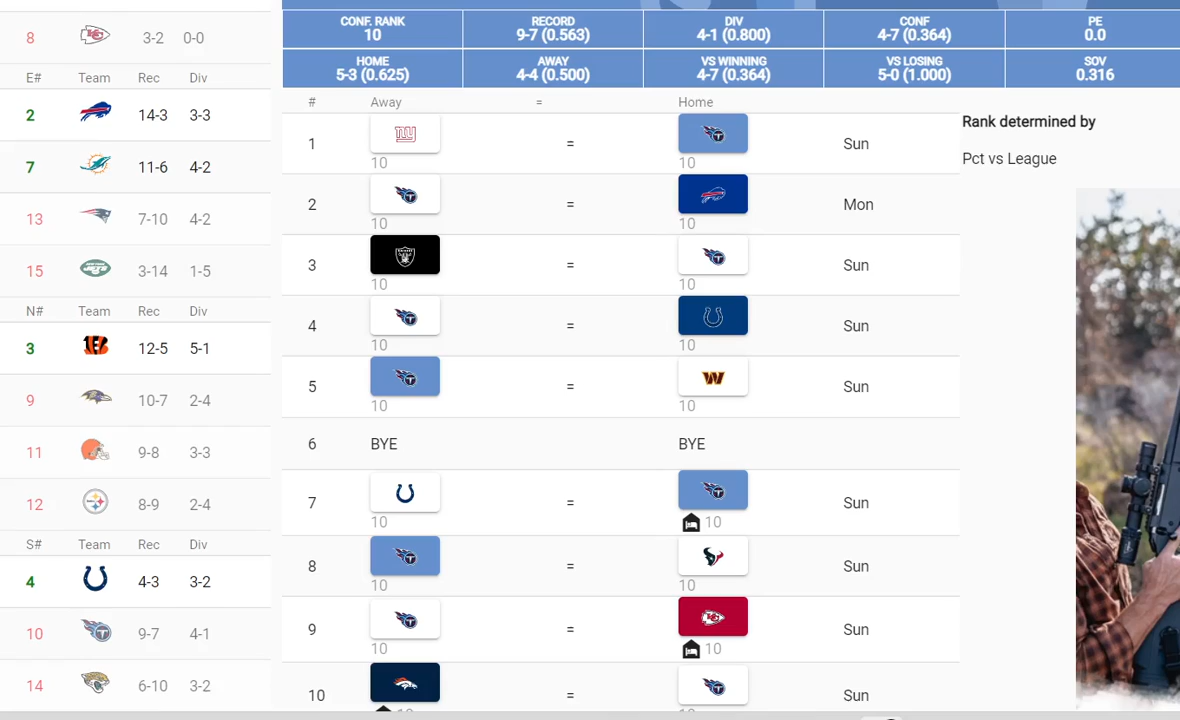 8 3-2 0-0
E# Team Rec Div
2 14-3 3-3
7 11-6 4-2
13 7-10 4-2
15 3-14 1-5
N# Team Rec Div
3 12-5 5-1
9 10-7 2-4
11 9-8 3-3
12 8-9 2-4
S# Team Rec Div
4 4-3 3-2
10 9-7 4-1
14 6-10 3-2
CONF. RANK RECORD DIV CONF PE
10 9-7 (0.563) 4-1 (0.800) 4-7 (0.364) 0.0
HOME AWAY VS WINNING VS LOSING SOV
5-3 (0.625) 4-4 (0.500) 4-7 (0.364) 5-0 (1.000) 0.316
# Away = Home
1 ny = T Sun
10 10
2 T = Mon
10 10
3 RAIDERS = T Sun
10 10
4 T = Sun
10 10
5 T = W Sun
10 10
6 BYE BYE
7 = T Sun
10 10
8 T = Sun
10 10
9 T = KC Sun
10 10
10 = T Sun
Rank determined by
Pct vs League